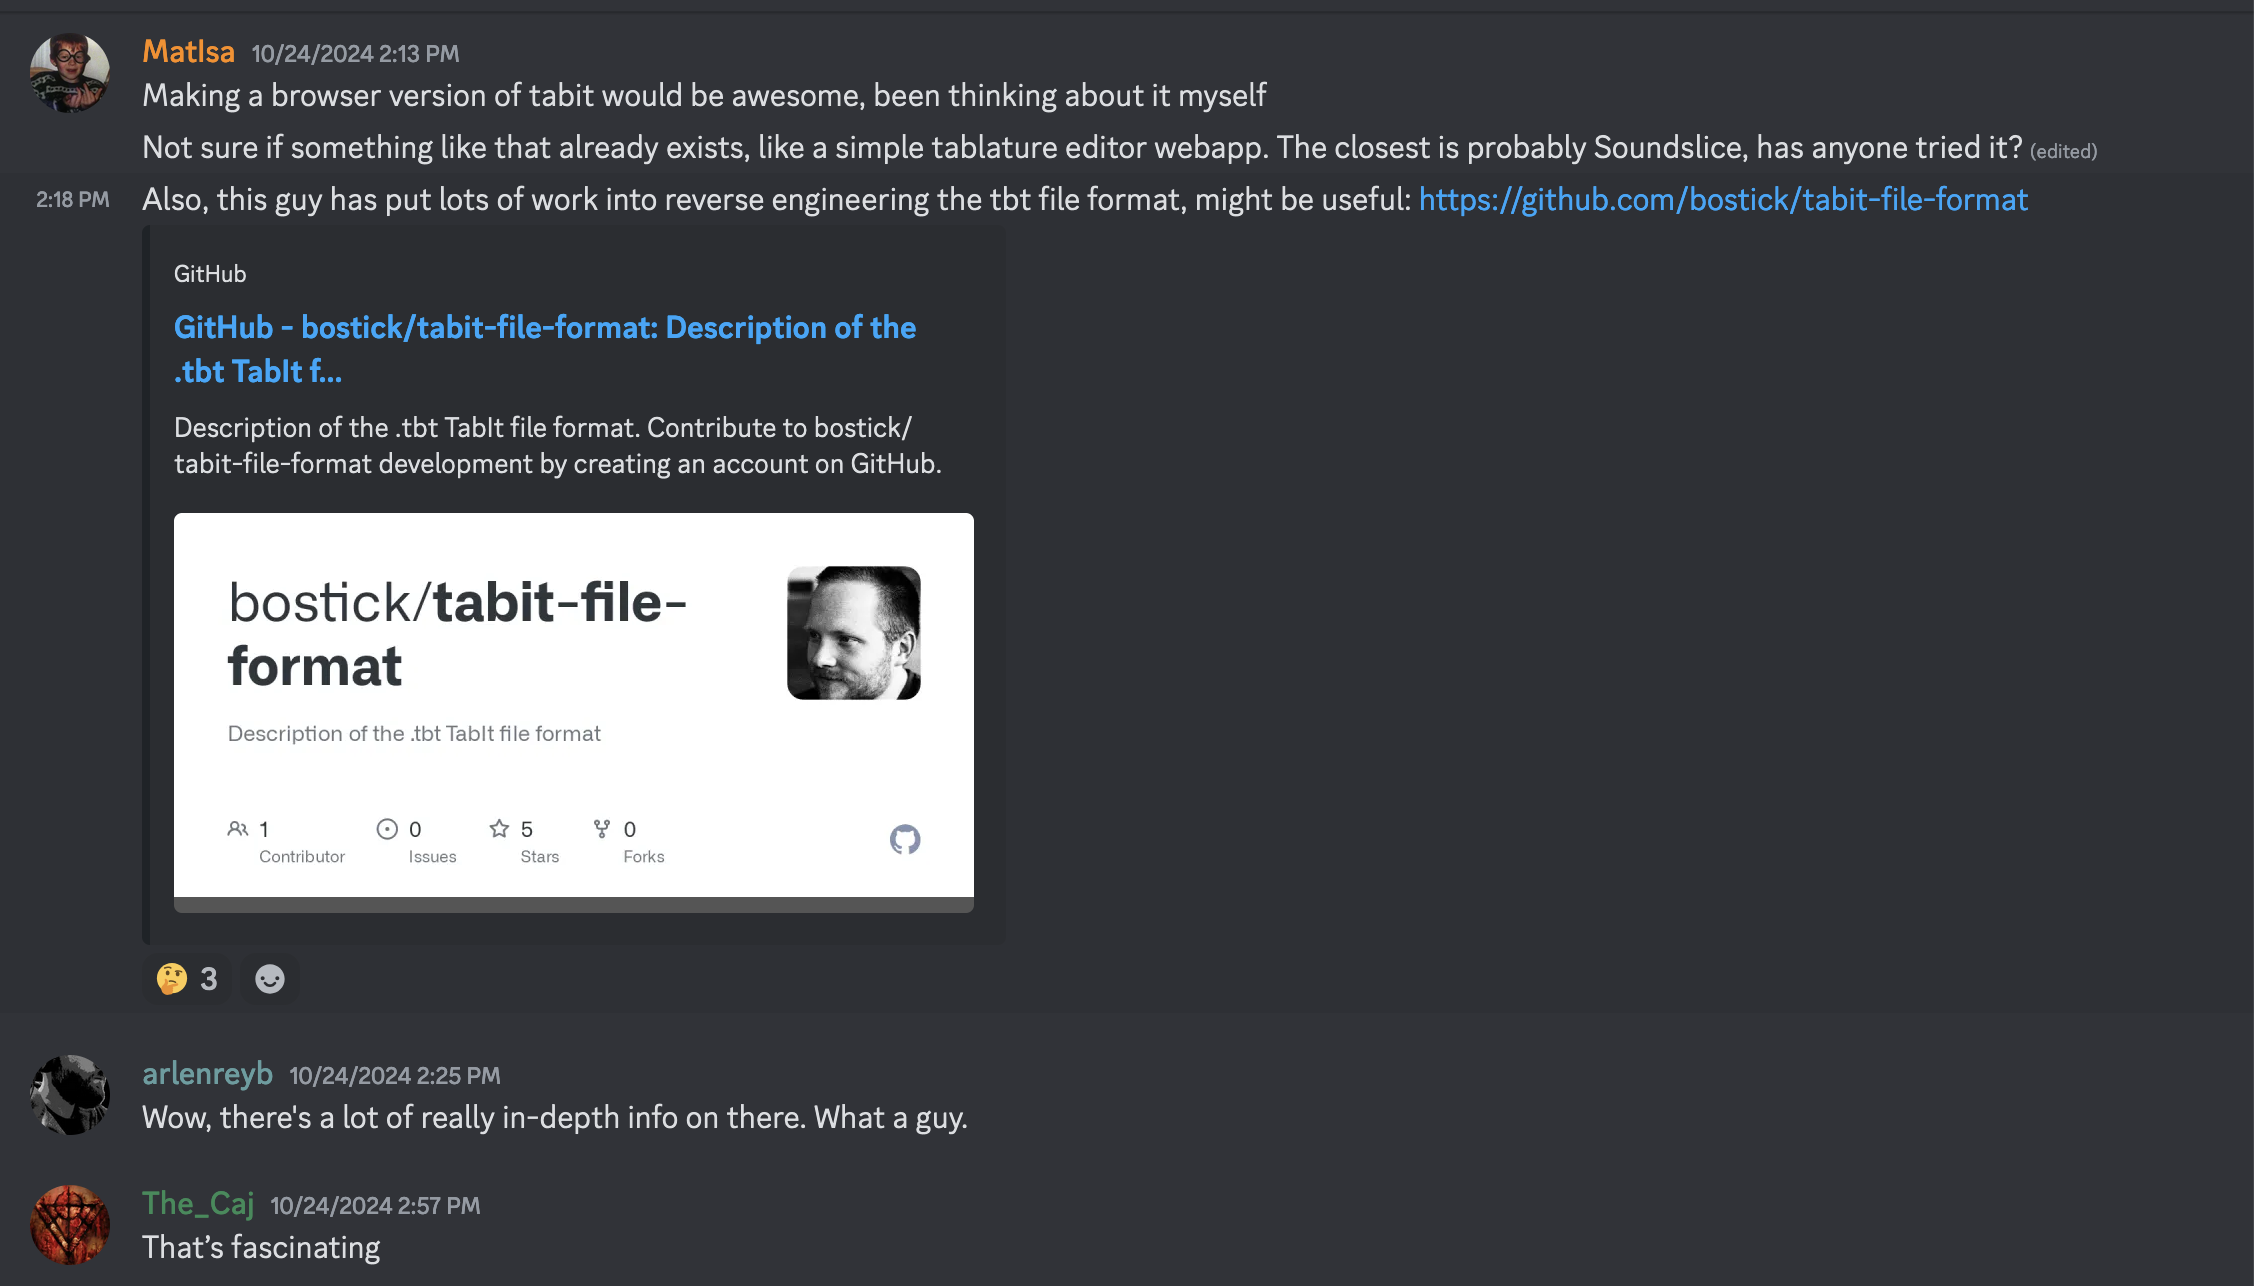 MatIsa 10/24/2024 2:13 PM
Making a browser version of tabit would be awesome, been thinking about it myself
Not sure if something like that already exists, like a simple tablature editor webapp. The closest is probably Soundslice, has anyone tried it? (edited)
2:18 PM Also, this guy has put lots of work into reverse engineering the tbt file format, might be useful: https://github.com/bostick/tabit-file-format
GitHub
GitHub - bostick/tabit-file-format: Description of the
.tbt TabIt f...
Description of the .tbt TabIt file format. Contribute to bostick/
tabit-file-format development by creating an account on GitHub.
bostick/tabit-file-
format
Description of the .tbt TabIt file format
1 0 5 0
Contributor Issues Stars Forks
3
arlenreyb 10/24/2024 2:25 PM
Wow, there's a lot of really in-depth info on there. What a guy.
The_Caj 10/24/2024 2:57 PM
That’s fascinating